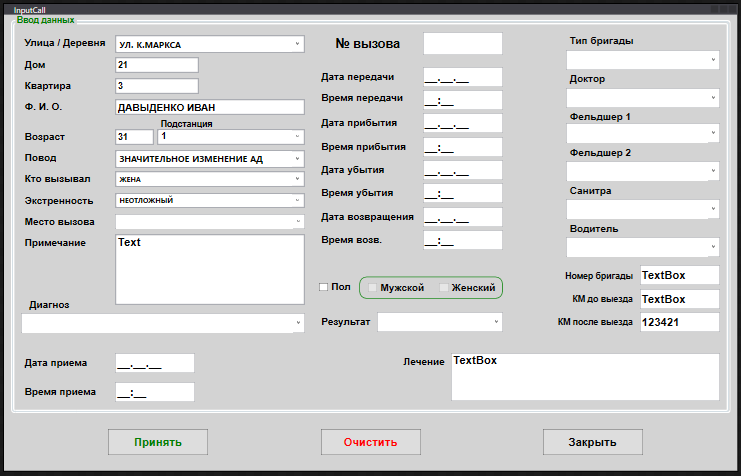 InputCall
Ввод данных
Улица / Деревня УЛ. К.МАРКСА
Дом 21
Квартира 3
Ф. И. О. ДАВЫДЕНКО ИВАН
Подстанция
Возраст 31 1
Повод ЗНАЧИТЕЛЬНОЕ ИЗМЕНЕНИЕ АД
Кто вызывал ЖЕНА
Экстренность НЕОТЛОЖНЫЙ
Место вызова
Примечание Text
Диагноз
Дата приема __.__.__
Время приема __:__
№ вызова
Дата передачи __.__.__
Время передачи __:__
Дата прибытия __.__.__
Время прибытия __:__
Дата убытия __.__.__
Время убытия __:__
Дата возвращения __.__.__
Время возв. __:__
Пол Мужской Женский
Результат
Тип бригады
Доктор
Фельдшер 1
Фельдшер 2
Санитра
Водитель
Номер бригады TextBox
КМ до выезда TextBox
КМ после выезда 123421
Лечение TextBox
Принять Очистить Закрыть